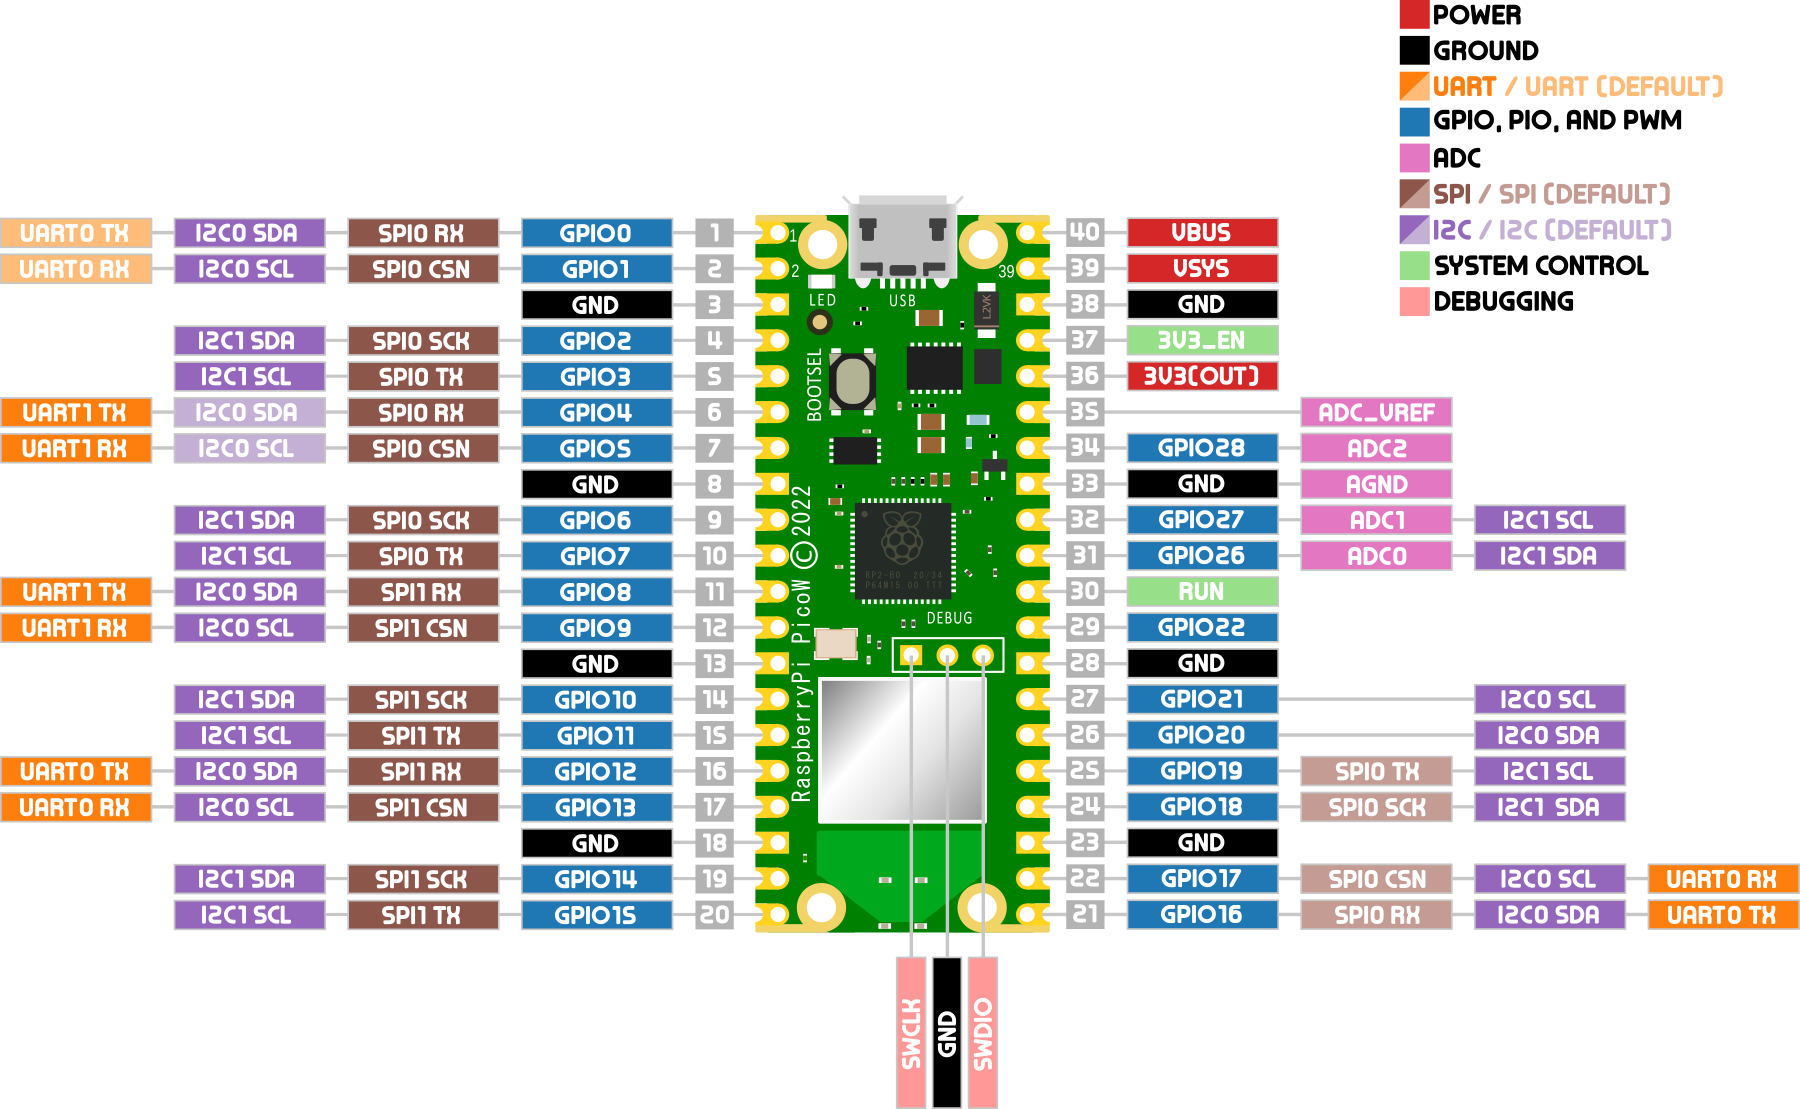 POWER
GROUND
UART / UART (DEFAULT)
GPIO, PIO, AND PWM
ADC
SPI / SPI (DEFAULT)
I2C / I2C (DEFAULT)
SYSTEM CONTROL
DEBUGGING
UART0 TX I2C0 SDA SPI0 RX GPIO0 1 1 40 VBUS
UART0 RX I2C0 SCL SPI0 CSN GPIO1 2 2 39 39 VSYS
GND 3 LED USB L2VK 38 GND
I2C1 SDA SPI0 SCK GPIO2 4 37 3V3_EN
I2C1 SCL SPI0 TX GPIO3 5 BOOTSEL 36 3V3(OUT)
UART1 TX I2C0 SDA SPI0 RX GPIO4 6 35 ADC_VREF
UART1 RX I2C0 SCL SPI0 CSN GPIO5 7 34 GPIO28 ADC2
GND 8 33 GND AGND
I2C1 SDA SPI0 SCK GPIO6 9 32 GPIO27 ADC1 I2C1 SCL
I2C1 SCL SPI0 TX GPIO7 10 31 GPIO26 ADC0 I2C1 SDA
RP2-B0 20/34
P64M15.00 TTT
UART1 TX I2C0 SDA SPI1 RX GPIO8 11 30 RUN
UART1 RX I2C0 SCL SPI1 CSN GPIO9 12 DEBUG 29 GPIO22
RaspberryPi PicoW ©2022
GND 13 28 GND
I2C1 SDA SPI1 SCK GPIO10 14 27 GPIO21 I2C0 SCL
I2C1 SCL SPI1 TX GPIO11 15 26 GPIO20 I2C0 SDA
UART0 TX I2C0 SDA SPI1 RX GPIO12 16 25 GPIO19 SPI0 TX I2C1 SCL
UART0 RX I2C0 SCL SPI1 CSN GPIO13 17 24 GPIO18 SPI0 SCK I2C1 SDA
GND 18 23 GND
I2C1 SDA SPI1 SCK GPIO14 19 22 GPIO17 SPI0 CSN I2C0 SCL UART0 RX
I2C1 SCL SPI1 TX GPIO15 20 21 GPIO16 SPI0 RX I2C0 SDA UART0 TX
SWCLK
GND
SWDIO